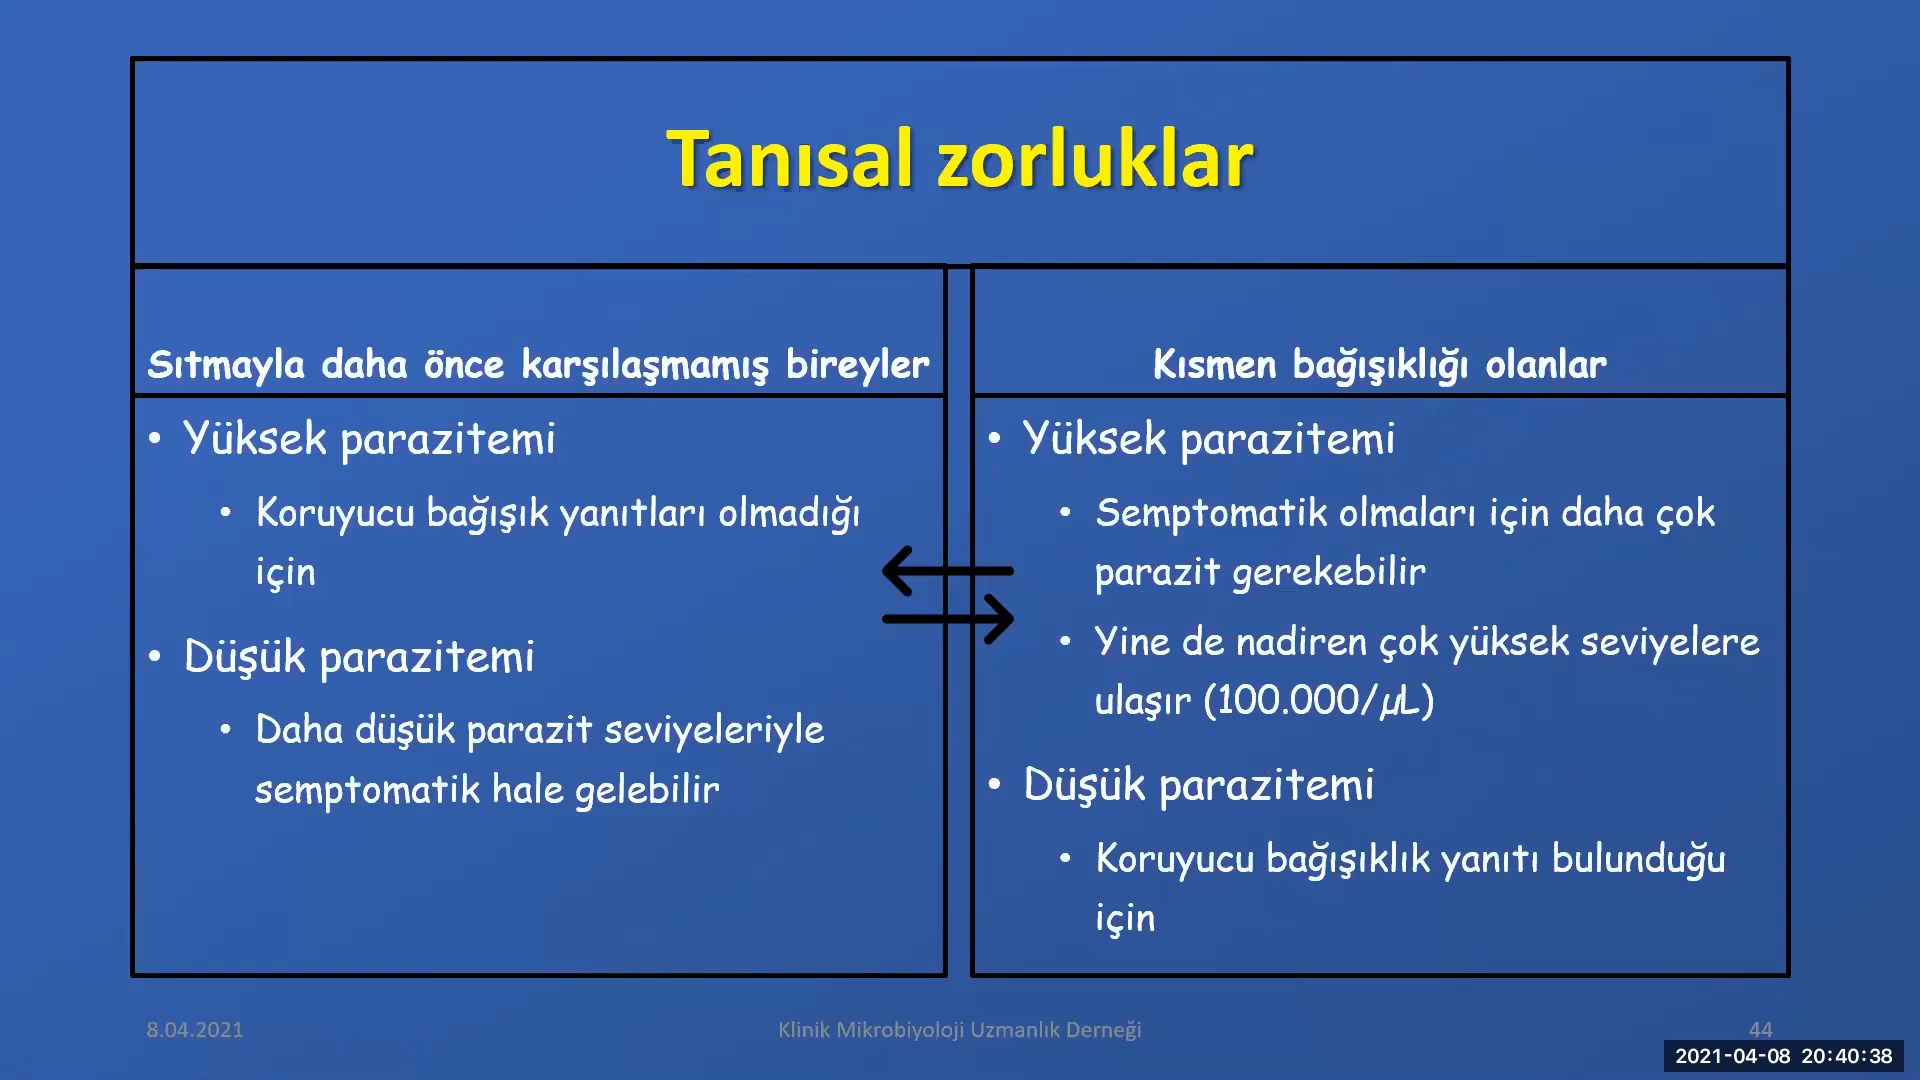 Tanısal zorluklar
Sıtmayla daha önce karşılaşmamış bireyler
• Yüksek parazitemi
• Koruyucu bağışık yanıtları olmadığı
için
• Düşük parazitemi
• Daha düşük parazit seviyeleriyle
semptomatik hale gelebilir
Kısmen bağışıklığı olanlar
• Yüksek parazitemi
• Semptomatik olmaları için daha çok
parazit gerekebilir
• Yine de nadiren çok yüksek seviyelere
ulaşır (100.000/µL)
• Düşük parazitemi
• Koruyucu bağışıklık yanıtı bulunduğu
için
8.04.2021
Klinik Mikrobiyoloji Uzmanlık Derneği
44
2021-04-08 20:40:38